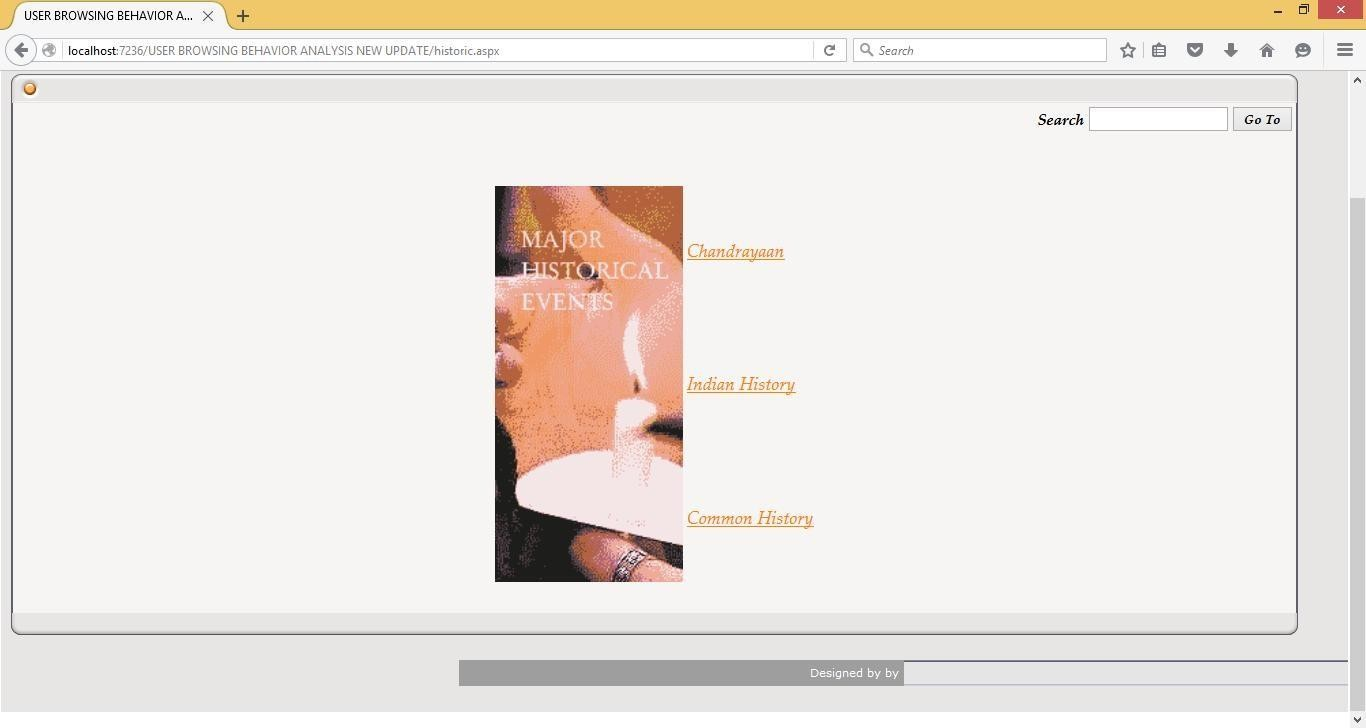 USER BROWSING BEHAVIOR A...
localhost:7236/USER BROWSING BEHAVIOR ANALYSIS NEW UPDATE/historic.aspx
Search
Search
Go To
MAJOR
HISTORICAL
EVENTS
Chandrayaan
Indian History
Common History
Designed by by